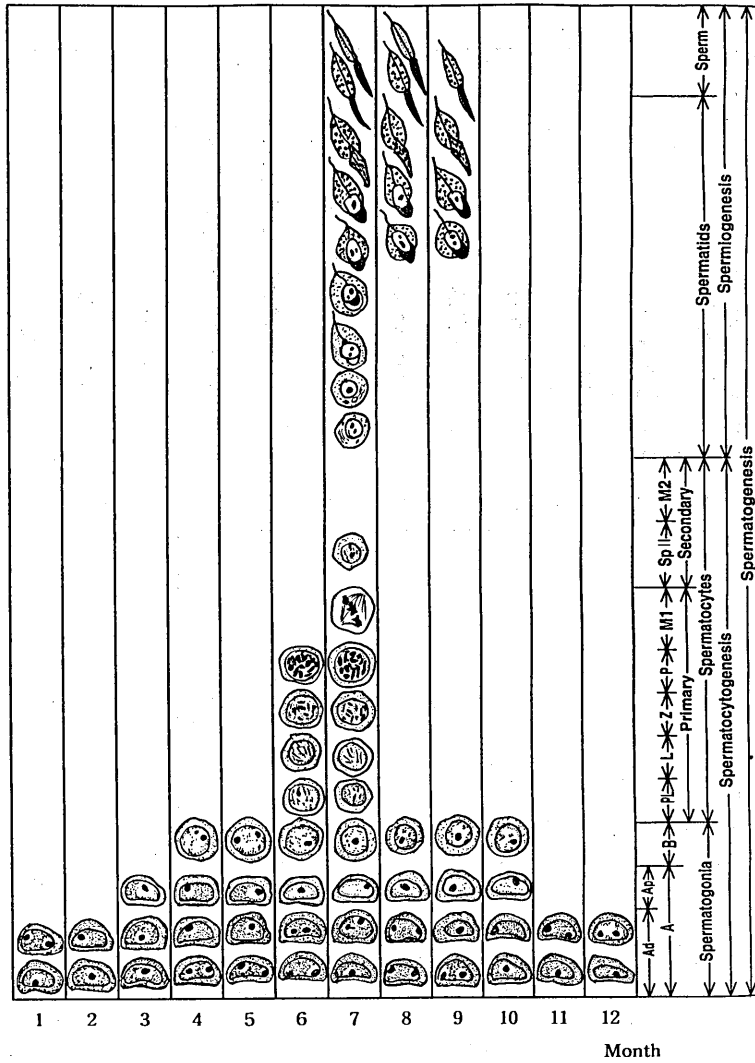 Sperm
Spermatids
Spermiogenesis
Spermatogenesis
M2
Sp II
Secondary
M1
P
Z
L
PL
Primary
Spermatocytes
Spermatocytogenesis
B
Ap
Ad
A
Spermatogonia
1 2 3 4 5 6 7 8 9 10 11 12
Month